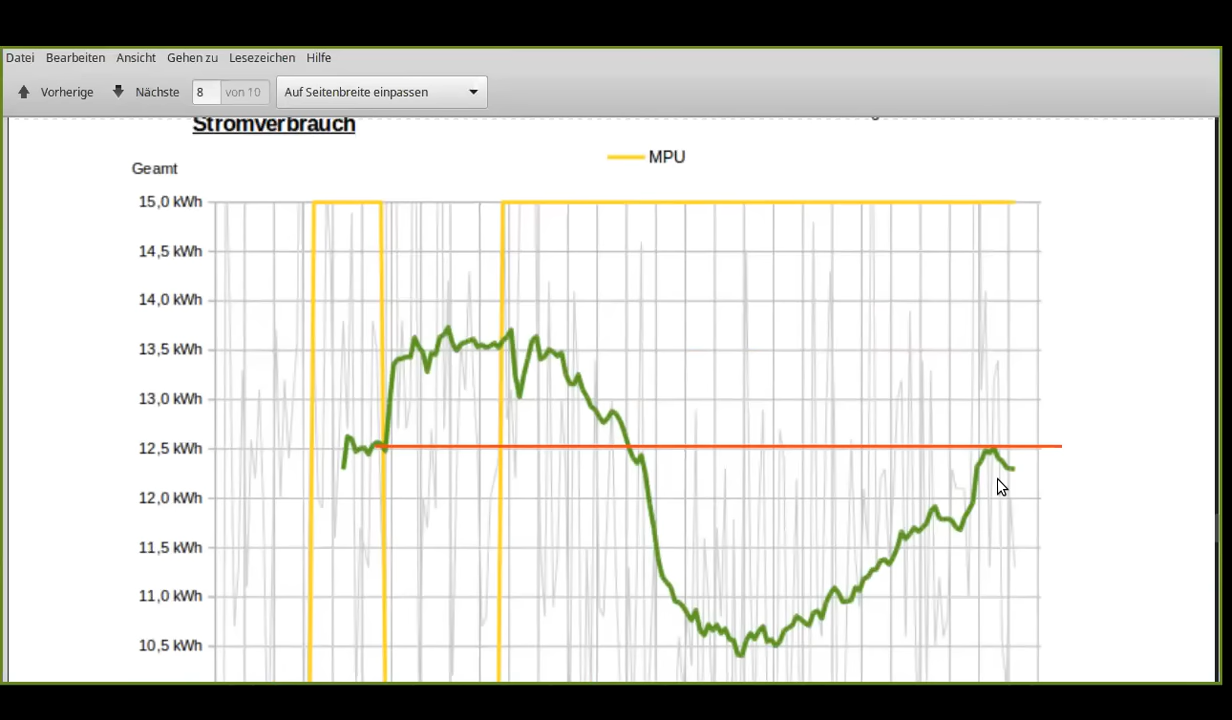 Datei Bearbeiten Ansicht Gehen zu Lesezeichen Hilfe
Vorherige Nächste 8 von 10 Auf Seitenbreite einpassen
Stromverbrauch
MPU
Geamt
15,0 kWh
14,5 kWh
14,0 kWh
13,5 kWh
13,0 kWh
12,5 kWh
12,0 kWh
11,5 kWh
11,0 kWh
10,5 kWh